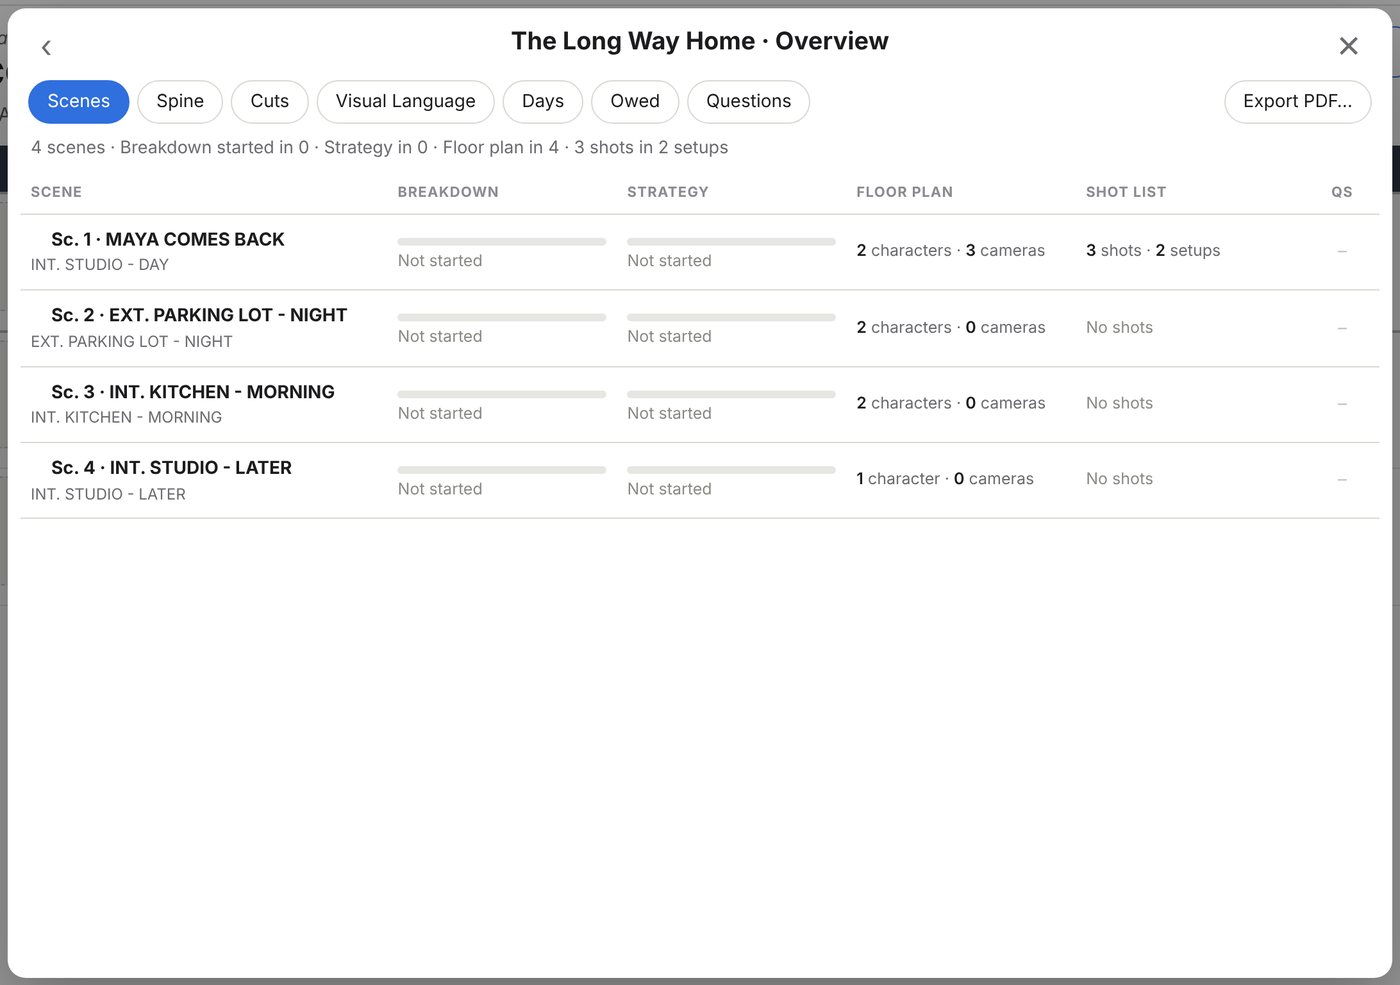 The Long Way Home · Overview
Scenes Spine Cuts Visual Language Days Owed Questions Export PDF...
4 scenes · Breakdown started in 0 · Strategy in 0 · Floor plan in 4 · 3 shots in 2 setups
SCENE BREAKDOWN STRATEGY FLOOR PLAN SHOT LIST QS
Sc. 1 · MAYA COMES BACK
INT. STUDIO - DAY
Not started Not started 2 characters · 3 cameras 3 shots · 2 setups –
Sc. 2 · EXT. PARKING LOT - NIGHT
EXT. PARKING LOT - NIGHT
Not started Not started 2 characters · 0 cameras No shots –
Sc. 3 · INT. KITCHEN - MORNING
INT. KITCHEN - MORNING
Not started Not started 2 characters · 0 cameras No shots –
Sc. 4 · INT. STUDIO - LATER
INT. STUDIO - LATER
Not started Not started 1 character · 0 cameras No shots –